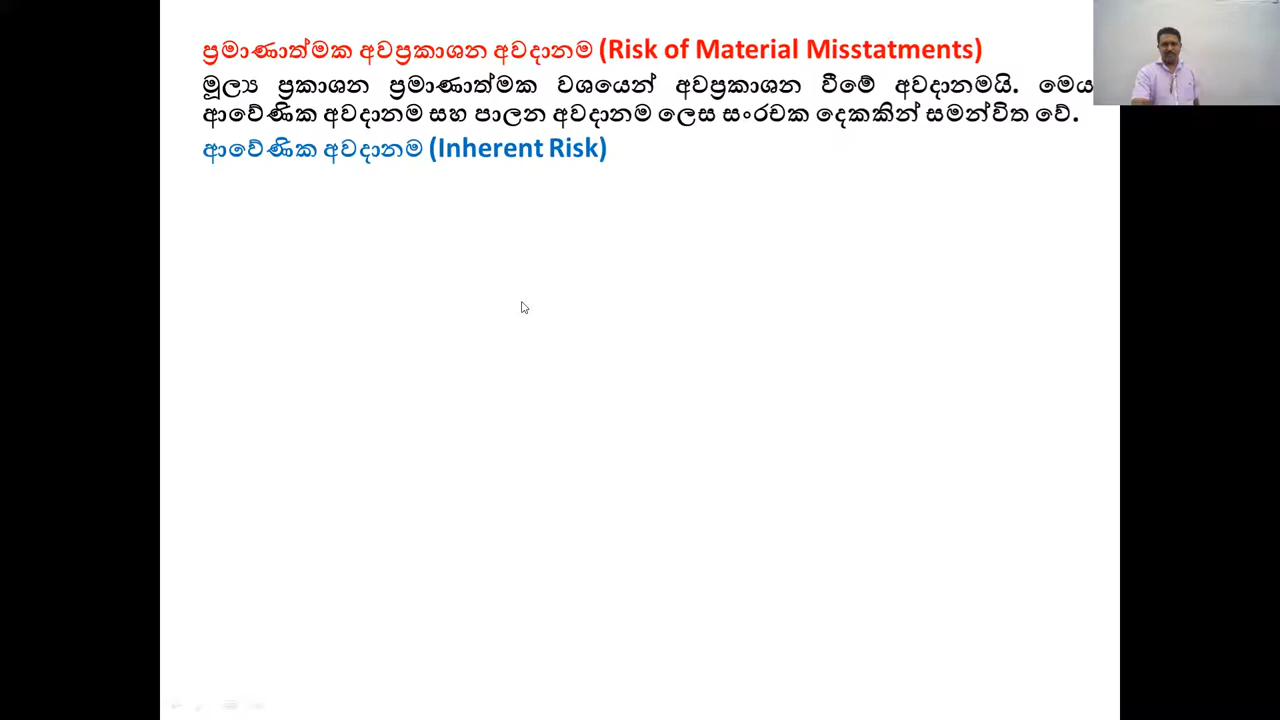 ප්‍රමාණාත්මක අවප්‍රකාශන අවදානම (Risk of Material Misstatments)
මූල්‍ය ප්‍රකාශන ප්‍රමාණාත්මක වශයෙන් අවප්‍රකාශන වීමේ අවදානමයි. මෙය
ආවේණික අවදානම සහ පාලන අවදානම ලෙස සංරචක දෙකකින් සමන්විත වේ.
ආවේණික අවදානම (Inherent Risk)